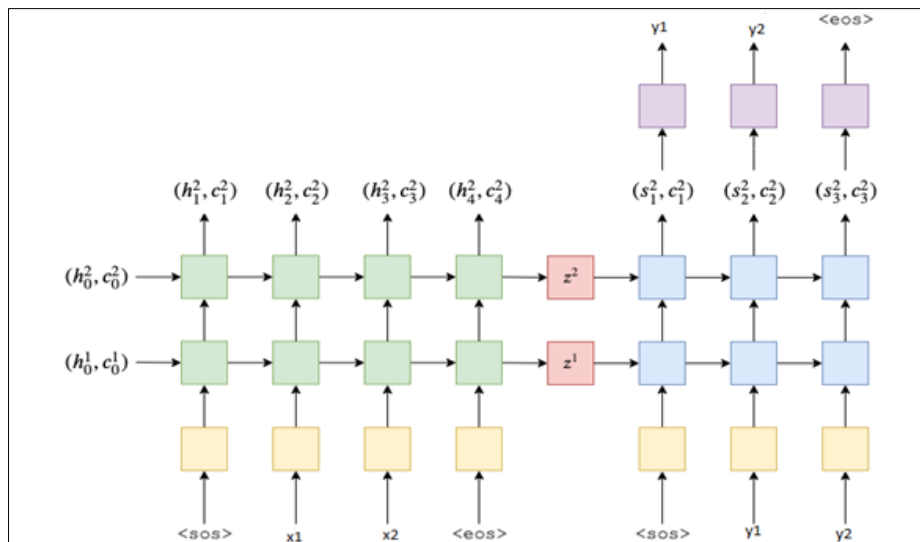 y1 y2 <eos>
(h_1^2, c_1^2) (h_2^2, c_2^2) (h_3^2, c_3^2) (h_4^2, c_4^2) (s_1^2, c_1^2) (s_2^2, c_2^2) (s_3^2, c_3^2)
(h_0^2, c_0^2) z^2
(h_0^1, c_0^1) z^1
<sos> x1 x2 <eos> <sos> y1 y2